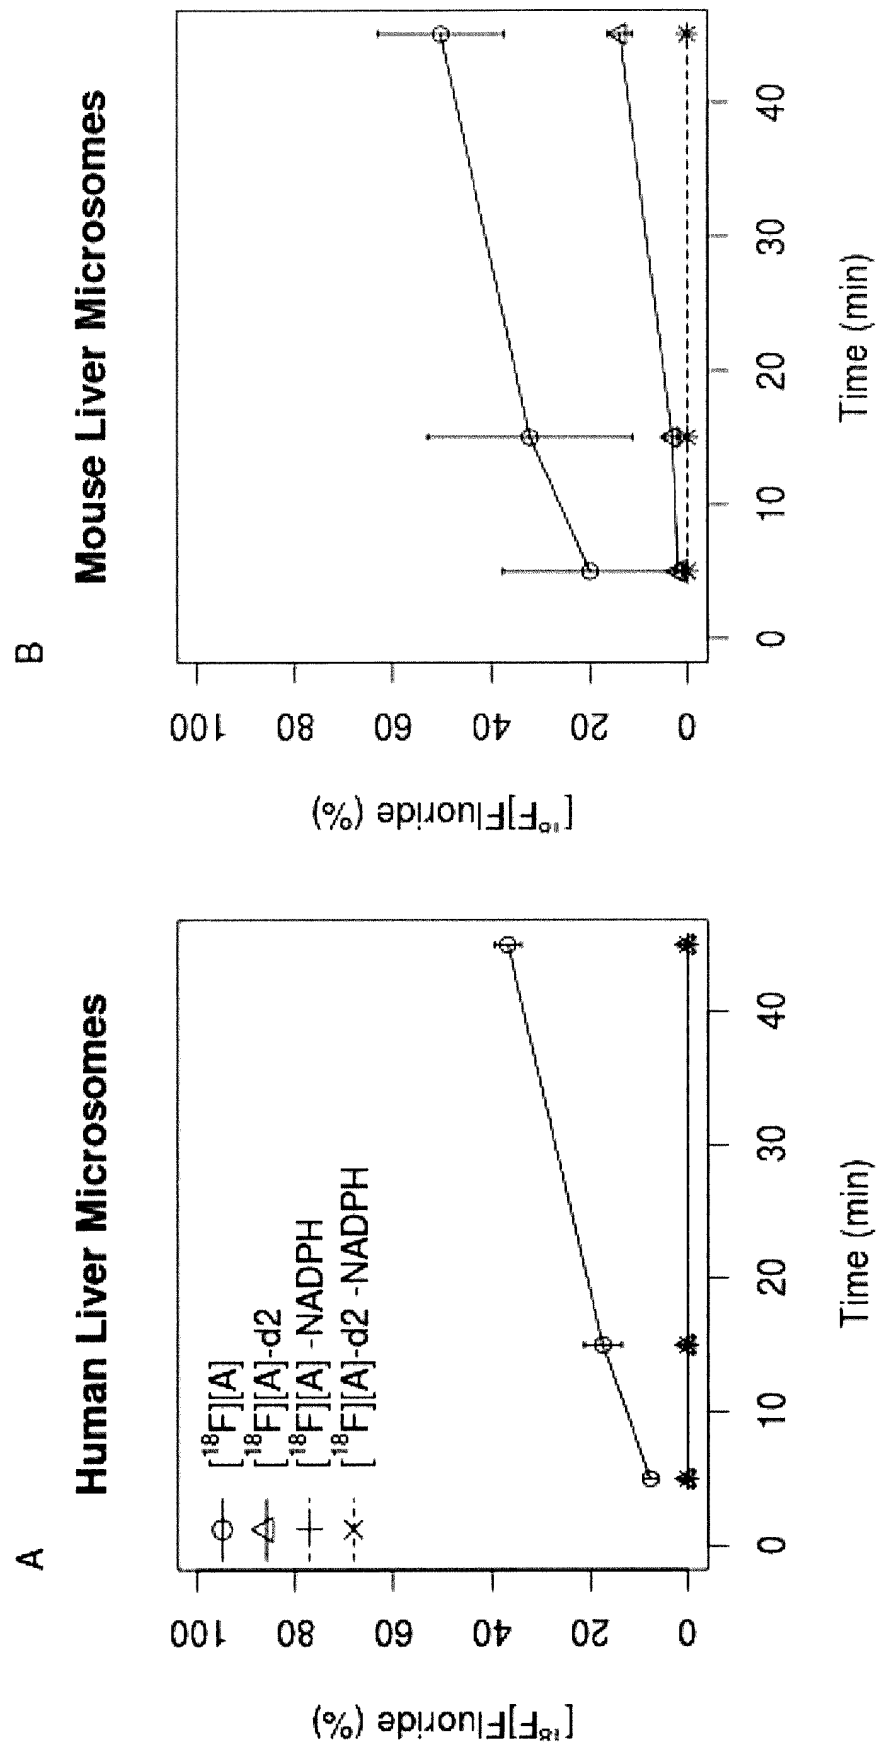 A
Human Liver Microsomes
[¹⁸F]Fluoride (%)
100
80
60
40
20
0
[¹⁸F][A]
[¹⁸F][A]-d2
[¹⁸F][A] -NADPH
[¹⁸F][A]-d2 -NADPH
0 10 20 30 40
Time (min)
B
Mouse Liver Microsomes
[¹⁸F]Fluoride (%)
100
80
60
40
20
0
0 10 20 30 40
Time (min)